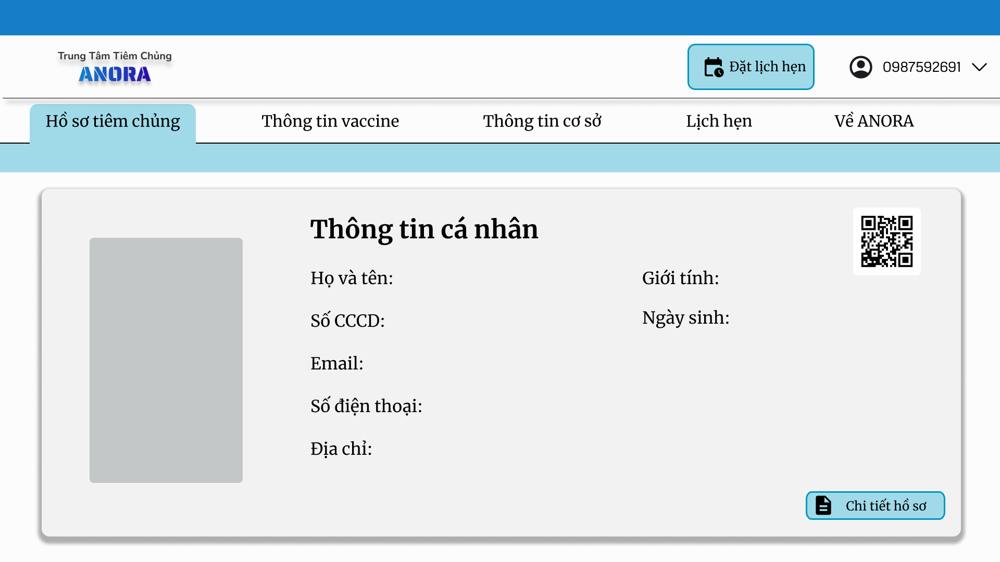 Trung Tâm Tiêm Chủng
ANORA
Đặt lịch hẹn
0987592691
Hồ sơ tiêm chủng
Thông tin vaccine
Thông tin cơ sở
Lịch hẹn
Về ANORA
Thông tin cá nhân
Họ và tên:
Giới tính:
Số CCCD:
Ngày sinh:
Email:
Số điện thoại:
Địa chỉ:
Chi tiết hồ sơ